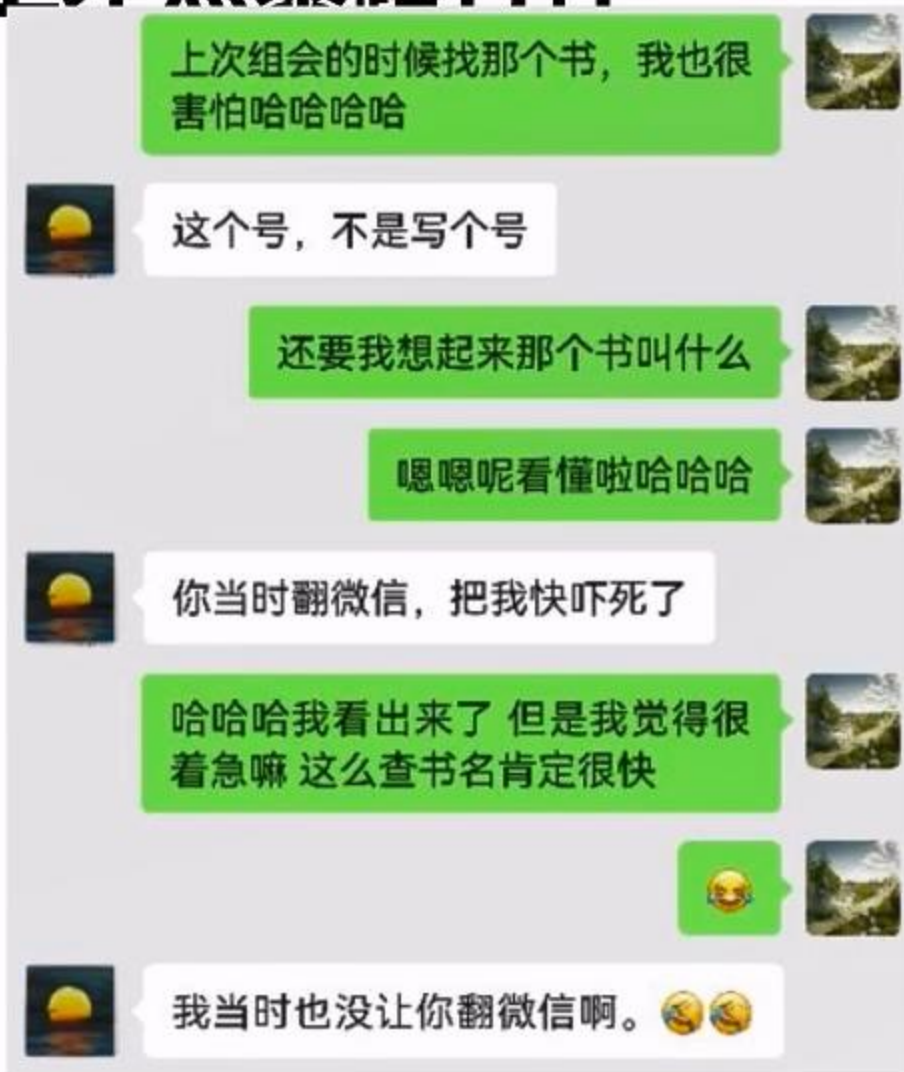 上次组会的时候找那个书，我也很
害怕哈哈哈哈
这个号，不是写个号
还要我想起来那个书叫什么
嗯嗯呢看懂啦哈哈哈
你当时翻微信，把我快吓死了
哈哈哈我看出来了 但是我觉得很
着急嘛 这么查书名肯定很快
😂
我当时也没让你翻微信啊。🤣🤣